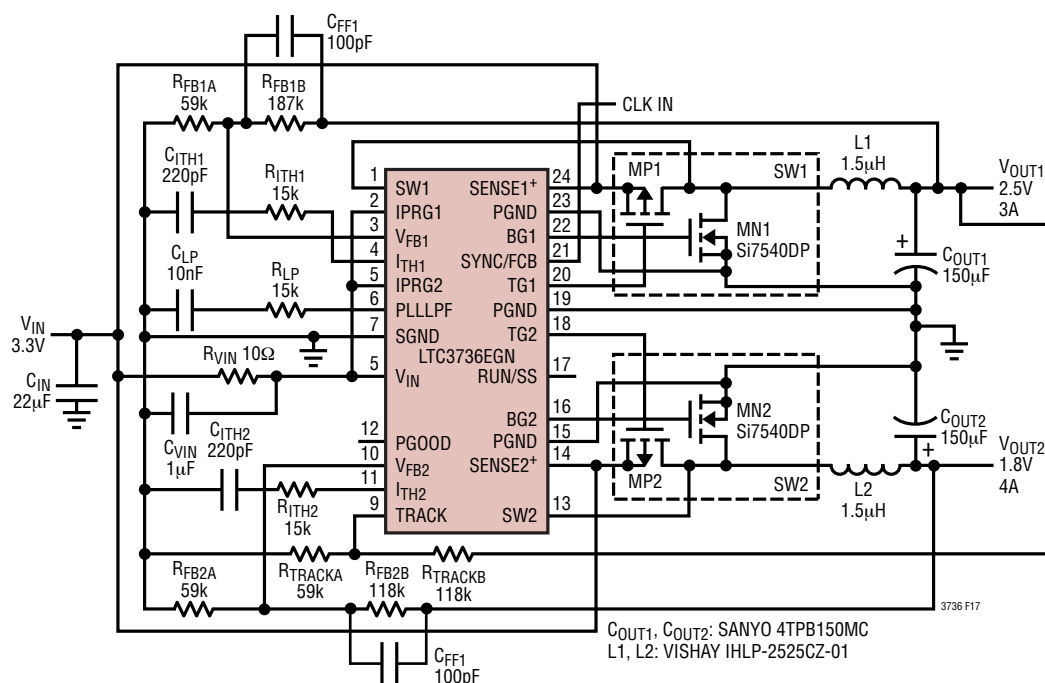 CFF1
100pF
RFB1A
59k
RFB1B
187k
CLK IN
CITH1
220pF
RITH1
15k
CLP
10nF
RLP
15k
VIN
3.3V
CIN
22µF
RVIN 10Ω
CVIN
1µF
CITH2
220pF
RITH2
15k
RTRACKA
59k
RFB2A
59k
RFB2B
118k
RTRACKB
118k
CFF1
100pF
1 SW1
2 IPRG1
3 VFB1
4 ITH1
5 IPRG2
6 PLLLPF
7 SGND
LTC3736EGN
5 VIN
12 PGOOD
10 VFB2
11 ITH2
9 TRACK
SENSE1+ 24
PGND 23
BG1 22
SYNC/FCB 21
TG1 20
PGND 19
TG2 18
RUN/SS 17
BG2 16
PGND 15
SENSE2+ 14
SW2 13
MP1
SW1
MN1
Si7540DP
L1
1.5µH
VOUT1
2.5V
3A
+
COUT1
150µF
MN2
Si7540DP
MP2
SW2
COUT2
150µF
+
L2
1.5µH
VOUT2
1.8V
4A
3736 F17
COUT1, COUT2: SANYO 4TPB150MC
L1, L2: VISHAY IHLP-2525CZ-01